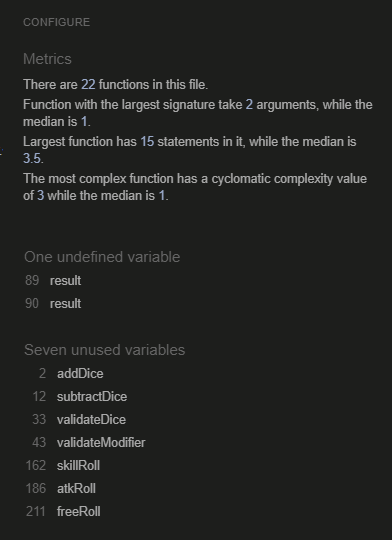 CONFIGURE
Metrics
There are 22 functions in this file.
Function with the largest signature take 2 arguments, while the
median is 1.
Largest function has 15 statements in it, while the median is
3.5.
The most complex function has a cyclomatic complexity value
of 3 while the median is 1.
One undefined variable
89 result
90 result
Seven unused variables
2 addDice
12 subtractDice
33 validateDice
43 validateModifier
162 skillRoll
186 atkRoll
211 freeRoll